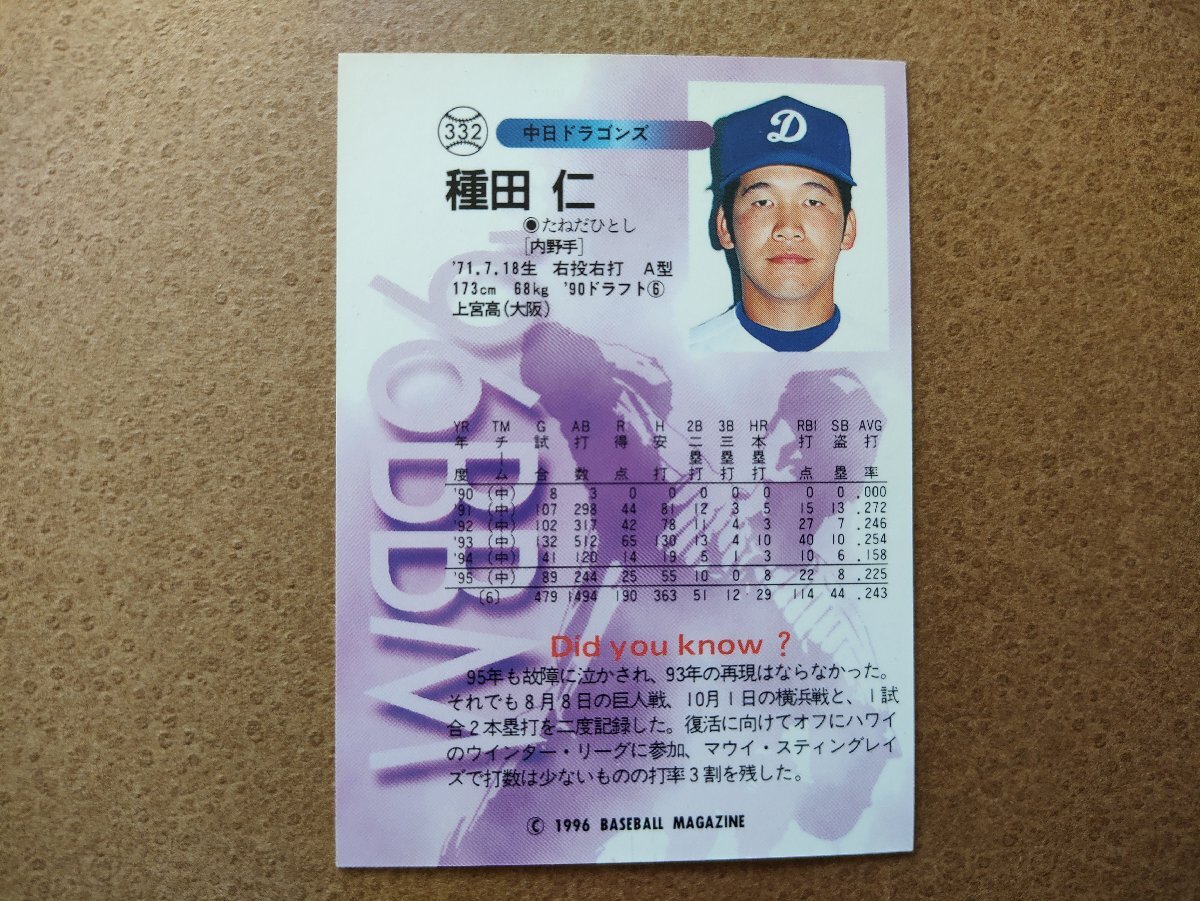 332 中日ドラゴンズ
D
種田 仁
◉たねだひとし
[内野手]
'71.7.18生 右投右打 A型
173cm 68kg '90ドラフト⑥
上宮高(大阪)
'96BBM
YR TM G AB R H 2B 3B HR RBI SB AVG
年度 チーム 試合 打数 得点 安打 二塁打 三塁打 本塁打 打点 盗塁 打率
'90 (中) 8 3 0 0 0 0 0 0 0 .000
'91 (中) 107 298 44 81 12 3 5 15 13 .272
'92 (中) 102 317 42 78 11 4 3 27 7 .246
'93 (中) 132 512 65 130 13 4 10 40 10 .254
'94 (中) 41 120 14 19 5 1 3 10 6 .158
'95 (中) 89 244 25 55 10 0 8 22 8 .225
〔6〕 479 1494 190 363 51 12 29 114 44 .243
Did you know ?
95年も故障に泣かされ、93年の再現はならなかった。
それでも8月8日の巨人戦、10月1日の横浜戦と、1試
合2本塁打を二度記録した。復活に向けてオフにハワイ
のウインター・リーグに参加、マウイ・スティングレイ
ズで打数は少ないものの打率3割を残した。
© 1996 BASEBALL MAGAZINE